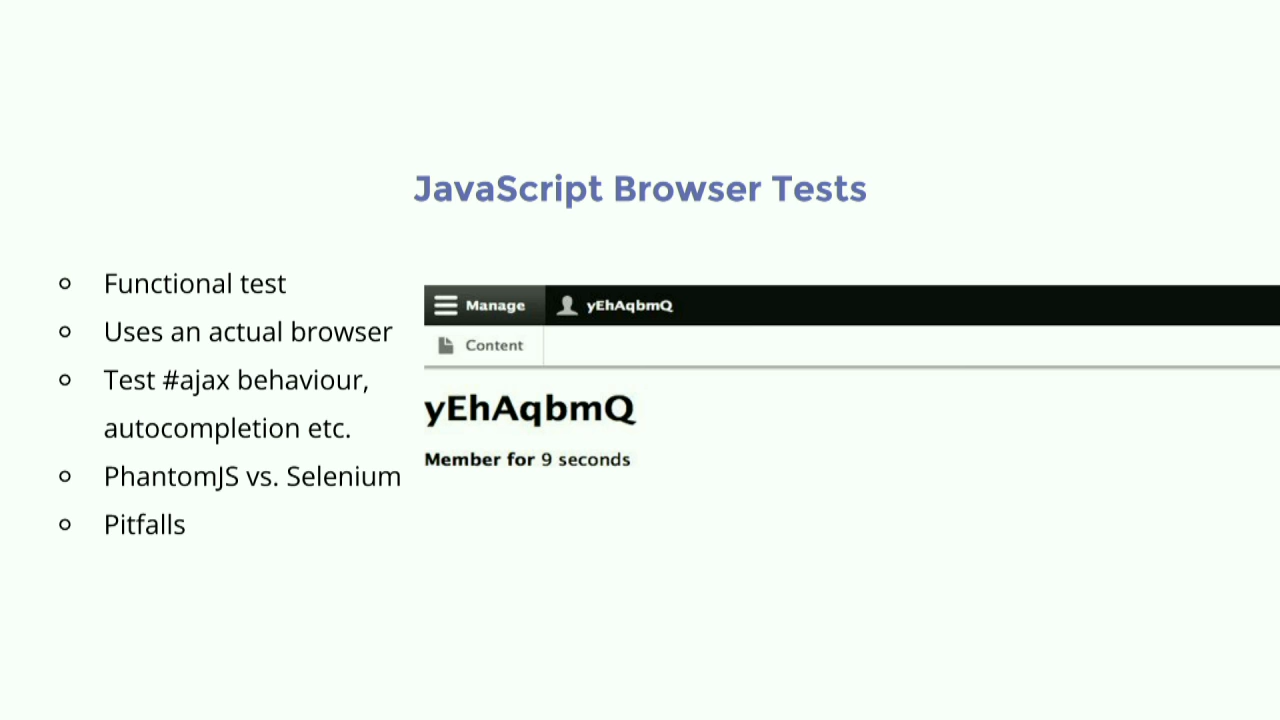 JavaScript Browser Tests
Functional test
Uses an actual browser
Test #ajax behaviour,
autocompletion etc.
PhantomJS vs. Selenium
Pitfalls
Manage yEhAqbmQ
Content
yEhAqbmQ
Member for 9 seconds